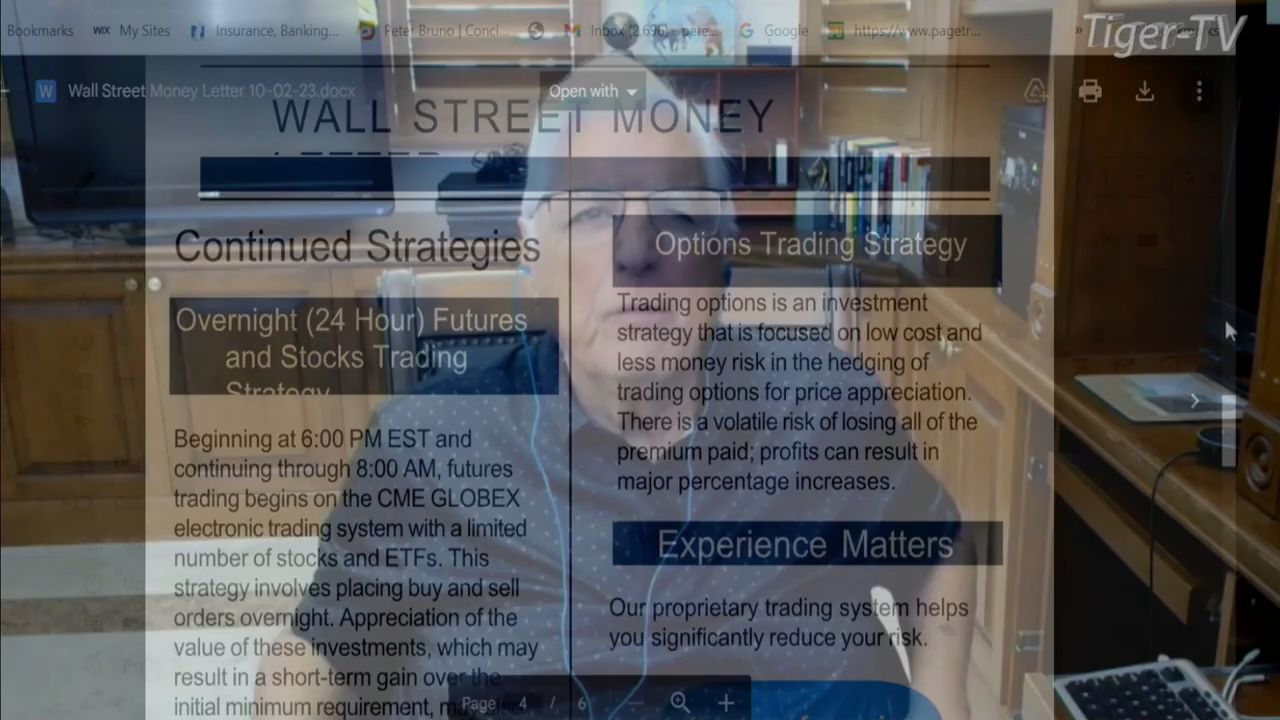 Bookmarks
WIX My Sites
Insurance, Banking...
Peter Bruno | Conci...
Inbox (2,696) - pete...
Google
https://www.pagetr...
»
Tiger-TV
W Wall Street Money Letter 10-02-23.docx
Open with
WALL STREET MONEY
Continued Strategies
Overnight (24 Hour) Futures
and Stocks Trading
Strategy
Beginning at 6:00 PM EST and
continuing through 8:00 AM, futures
trading begins on the CME GLOBEX
electronic trading system with a limited
number of stocks and ETFs. This
strategy involves placing buy and sell
orders overnight. Appreciation of the
value of these investments, which may
result in a short-term gain over the
initial minimum requirement,
Options Trading Strategy
Trading options is an investment
strategy that is focused on low cost and
less money risk in the hedging of
trading options for price appreciation.
There is a volatile risk of losing all of the
premium paid; profits can result in
major percentage increases.
Experience Matters
Our proprietary trading system helps
you significantly reduce your risk.
Page 4 / 6